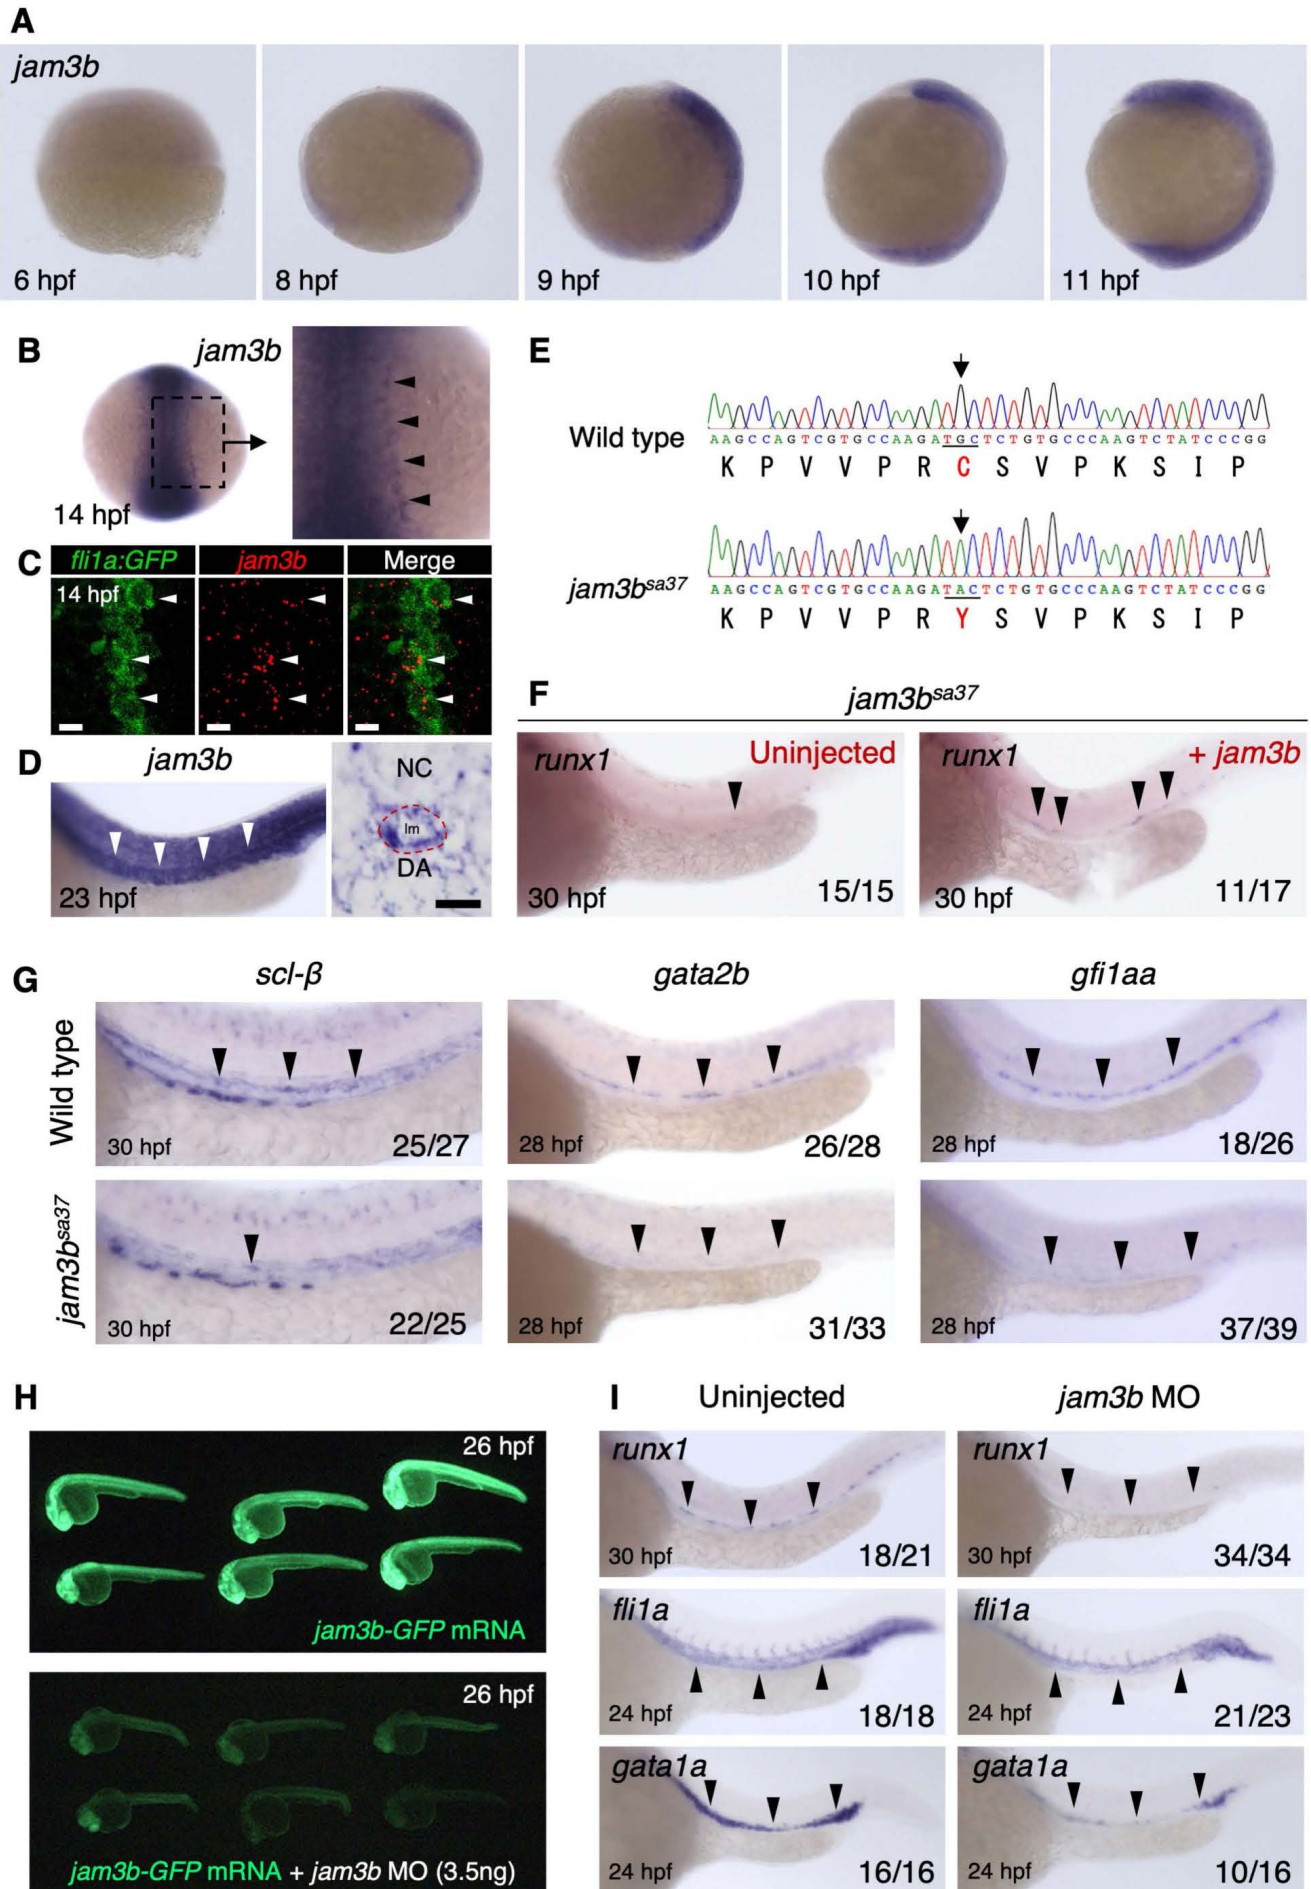 A
jam3b
6 hpf
8 hpf
9 hpf
10 hpf
11 hpf
B
jam3b
14 hpf
C
fli1a:GFP
jam3b
Merge
14 hpf
D
jam3b
23 hpf
NC
lm
DA
E
Wild type
AAGCCAGTCGTGCCAAGATGCTCTGTGCCCAAGTCTATCCCGG
K P V V P R C S V P K S I P
jam3bsa37
AAGCCAGTCGTGCCAAGATACTCTGTGCCCAAGTCTATCCCGG
K P V V P R Y S V P K S I P
F
jam3bsa37
runx1
Uninjected
30 hpf
15/15
runx1
+ jam3b
30 hpf
11/17
G
scl-β
gata2b
gfi1aa
Wild type
30 hpf
25/27
28 hpf
26/28
28 hpf
18/26
jam3bsa37
30 hpf
22/25
28 hpf
31/33
28 hpf
37/39
H
26 hpf
jam3b-GFP mRNA
26 hpf
jam3b-GFP mRNA + jam3b MO (3.5ng)
I
Uninjected
jam3b MO
runx1
30 hpf
18/21
runx1
30 hpf
34/34
fli1a
24 hpf
18/18
fli1a
24 hpf
21/23
gata1a
24 hpf
16/16
gata1a
24 hpf
10/16